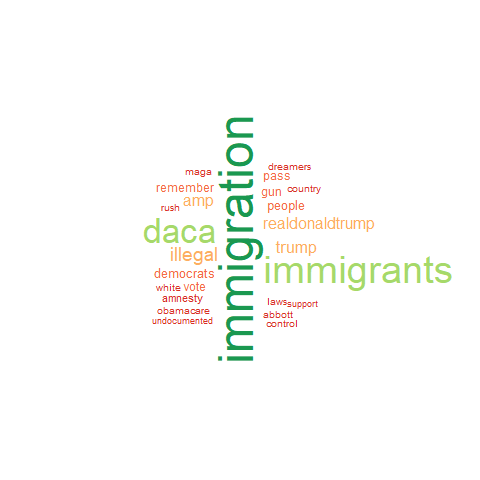 immigration
maga
remember
amp
rush
daca
illegal
democrats
white vote
amnesty
obamacare
undocumented
dreamers
pass
gun country
people
realdonaldtrump
trump
immigrants
laws support
abbott
control